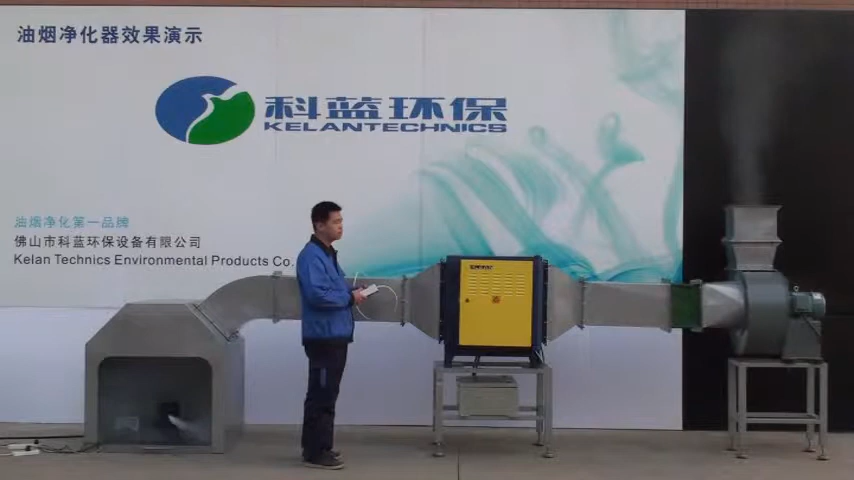 油烟净化器效果演示
科蓝环保
KELANTECHNICS
油烟净化第一品牌
佛山市科蓝环保设备有限公司
Kelan Technics Environmental Products Co.